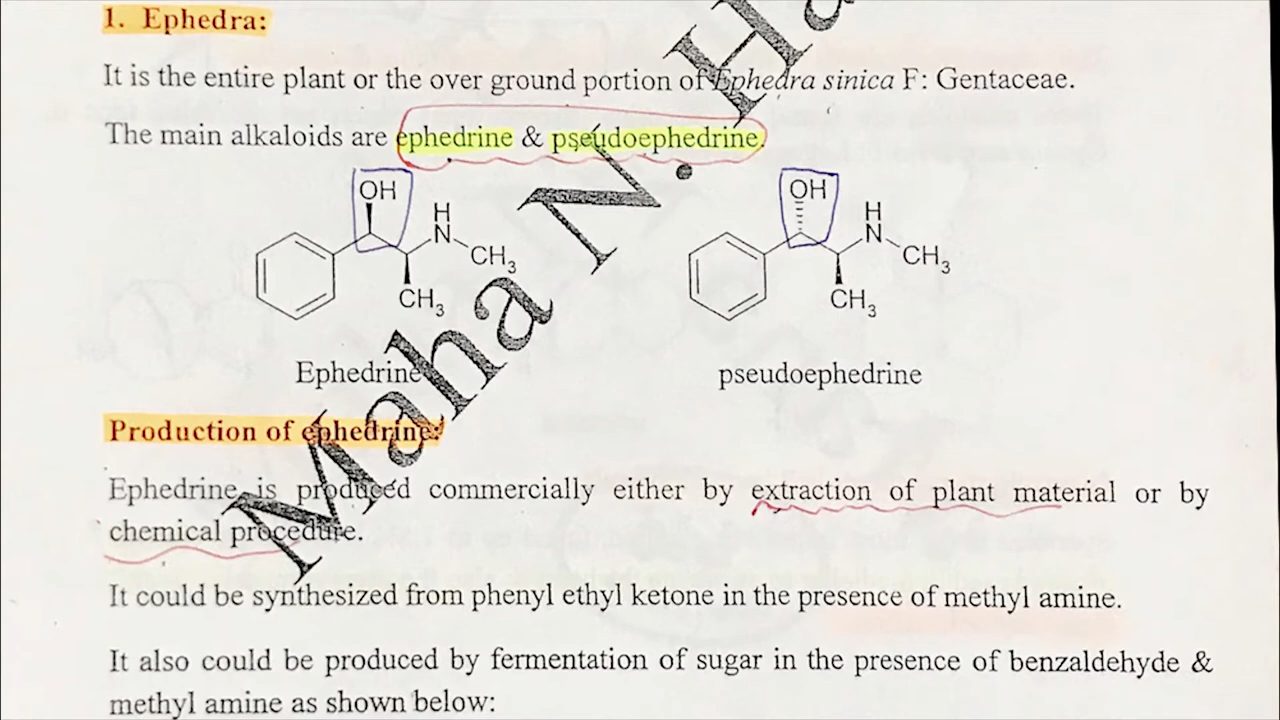 1. Ephedra:
It is the entire plant or the over ground portion of Ephedra sinica F: Gentaceae.
The main alkaloids are ephedrine & pseudoephedrine.
OH
H
N
CH3
CH3
Ephedrine
OH
H
N
CH3
CH3
pseudoephedrine
Production of ephedrine:
Ephedrine is produced commercially either by extraction of plant material or by
chemical procedure.
It could be synthesized from phenyl ethyl ketone in the presence of methyl amine.
It also could be produced by fermentation of sugar in the presence of benzaldehyde &
methyl amine as shown below:
Maha N. Ha